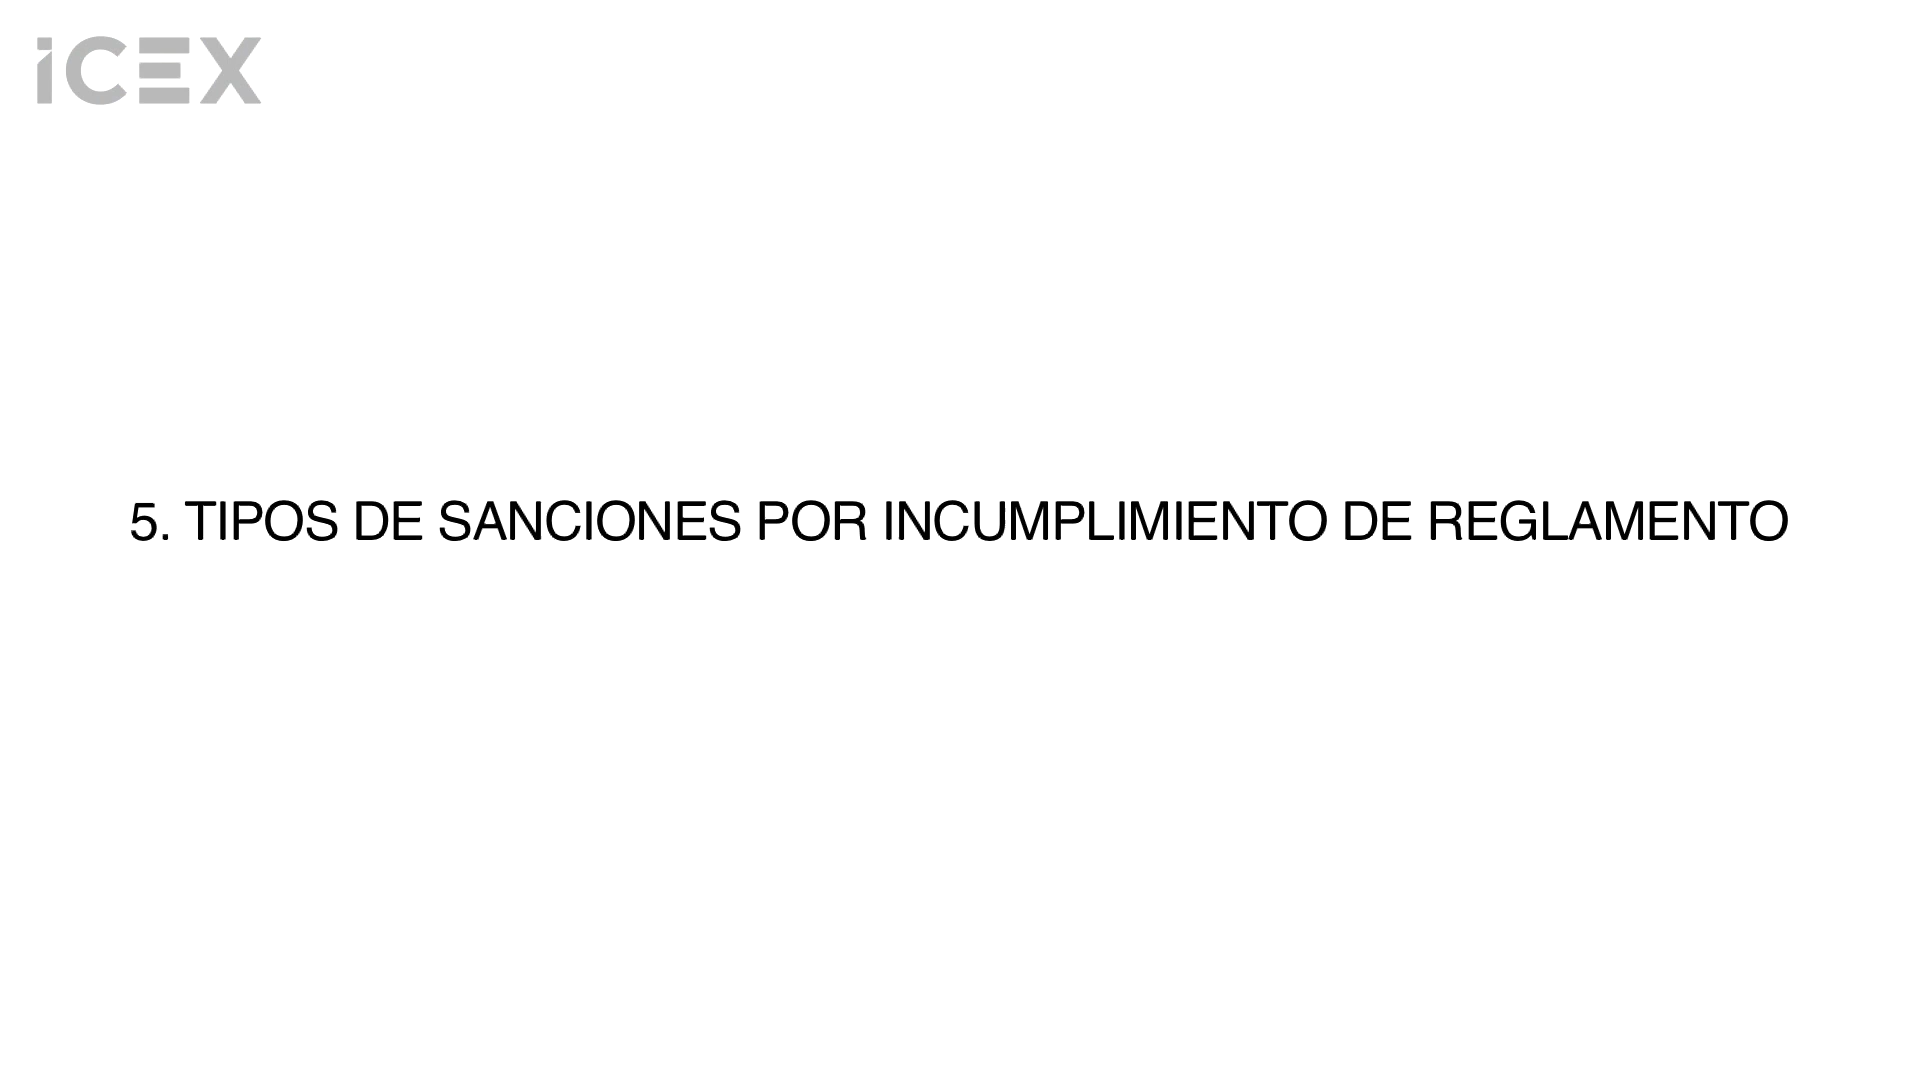 iCEX
5. TIPOS DE SANCIONES POR INCUMPLIMIENTO DE REGLAMENTO